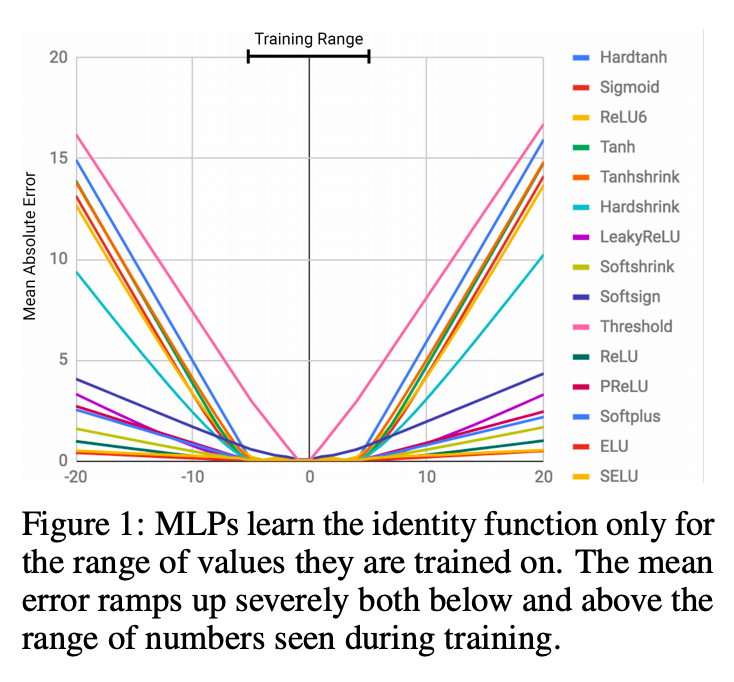 Training Range
20
15
10
5
0
Mean Absolute Error
-20
-10
0
10
20
Hardtanh
Sigmoid
ReLU6
Tanh
Tanhshrink
Hardshrink
LeakyReLU
Softshrink
Softsign
Threshold
ReLU
PReLU
Softplus
ELU
SELU
Figure 1: MLPs learn the identity function only for
the range of values they are trained on. The mean
error ramps up severely both below and above the
range of numbers seen during training.